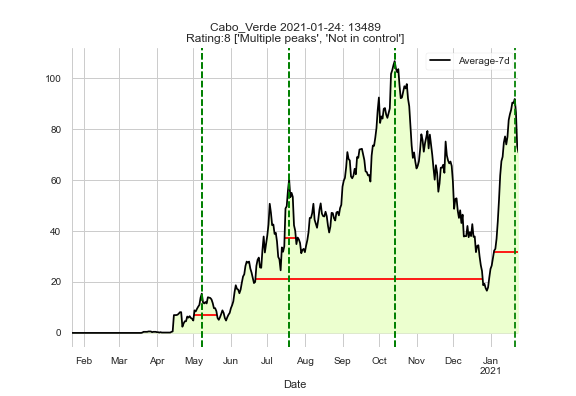 Cabo_Verde 2021-01-24: 13489
Rating:8 ['Multiple peaks', 'Not in control']
Average-7d
100
80
60
40
20
0
Feb Mar Apr May Jun Jul Aug Sep Oct Nov Dec Jan
2021
Date